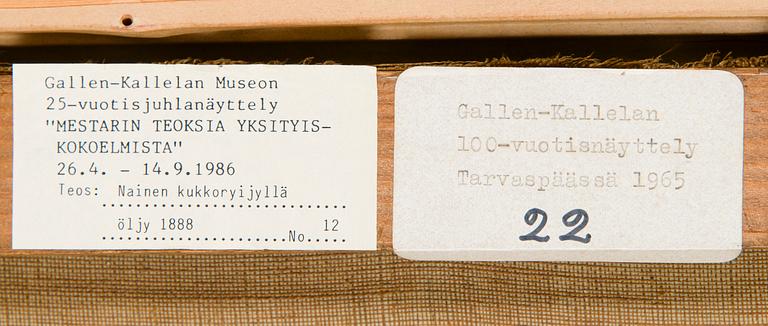 Gallen-Kallelan Museon
25-vuotisjuhlanäyttely
"MESTARIN TEOKSIA YKSITYIS-
KOKOELMISTA"
26.4. - 14.9.1986
Teos: Nainen kukkoryijyllä
öljy 1888 No. 12
Gallen-Kallelan
100-vuotisnäyttely
Tarvaspäässä 1965
22